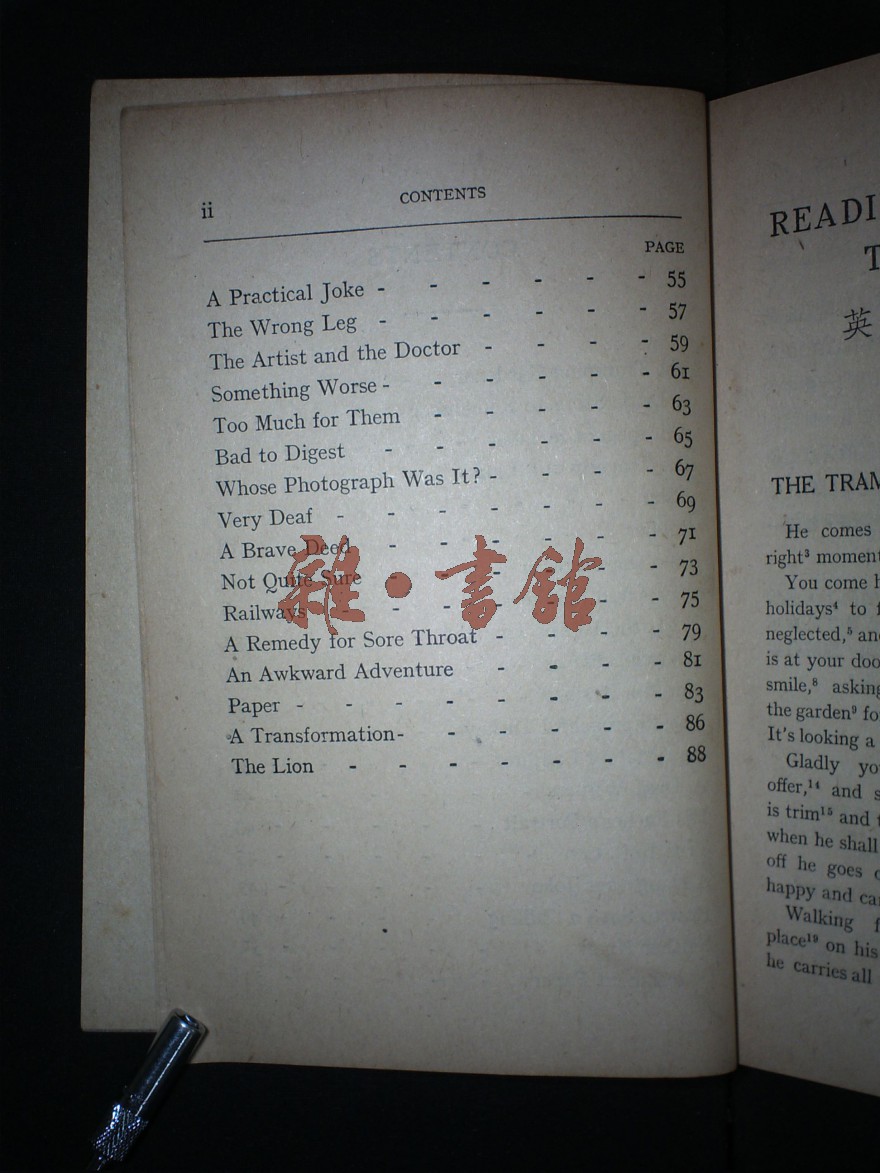 ii
CONTENTS
PAGE
A Practical Joke - - - - - - 55
The Wrong Leg - - - - - - 57
The Artist and the Doctor - - - - 59
Something Worse - - - - - - 61
Too Much for Them - - - - - 63
Bad to Digest - - - - - - 65
Whose Photograph Was It? - - - - 67
Very Deaf - - - - - - - 69
A Brave Deed - - - - - - 71
Not Quite Sure - - - - - - 73
Railways - - - - - - - 75
A Remedy for Sore Throat - - - - 79
An Awkward Adventure - - - - 81
Paper - - - - - - - - 83
A Transformation - - - - - - 86
The Lion - - - - - - - 88
雜·書館
READI
T
英
THE TRAM
He comes
right³ moment
You come h
holidays⁴ to f
neglected,⁵ and
is at your doo
smile,⁸ asking
the garden⁹ fo
It's looking a
Gladly yo
offer,¹⁴ and s
is trim¹⁵ and t
when he shall
off he goes
happy and car
Walking f
place¹⁹ on his
he carries all